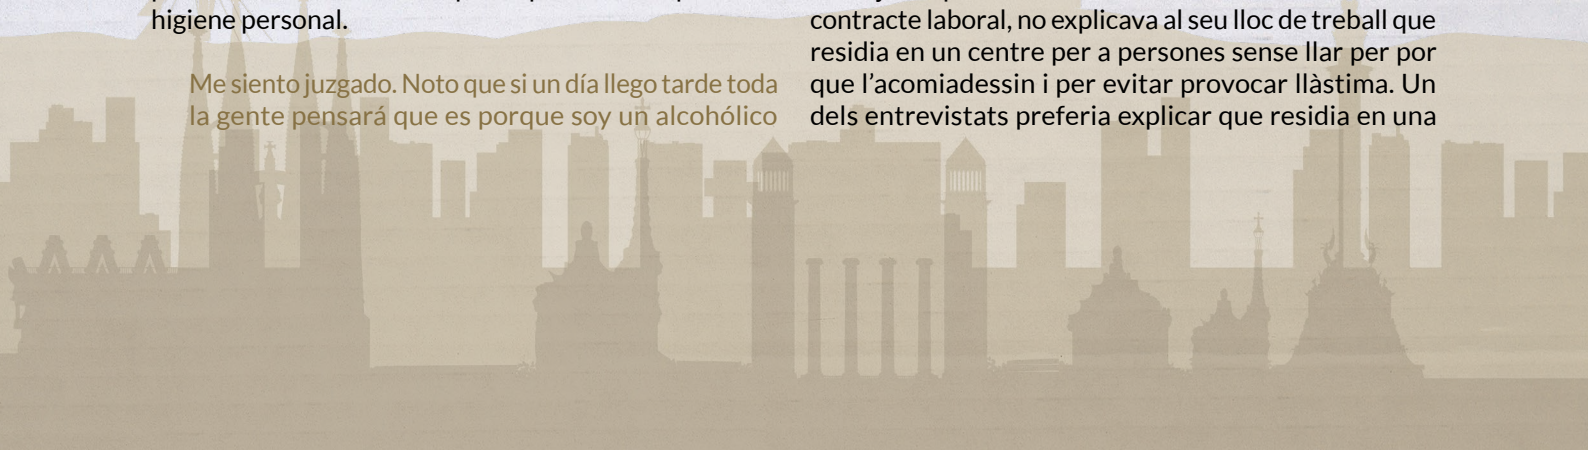 higiene personal.
Me siento juzgado. Noto que si un día llego tarde toda
la gente pensará que es porque soy un alcohólico
contracte laboral, no explicava al seu lloc de treball que
residia en un centre per a persones sense llar per por
que l’acomiadessin i per evitar provocar llàstima. Un
dels entrevistats preferia explicar que residia en una